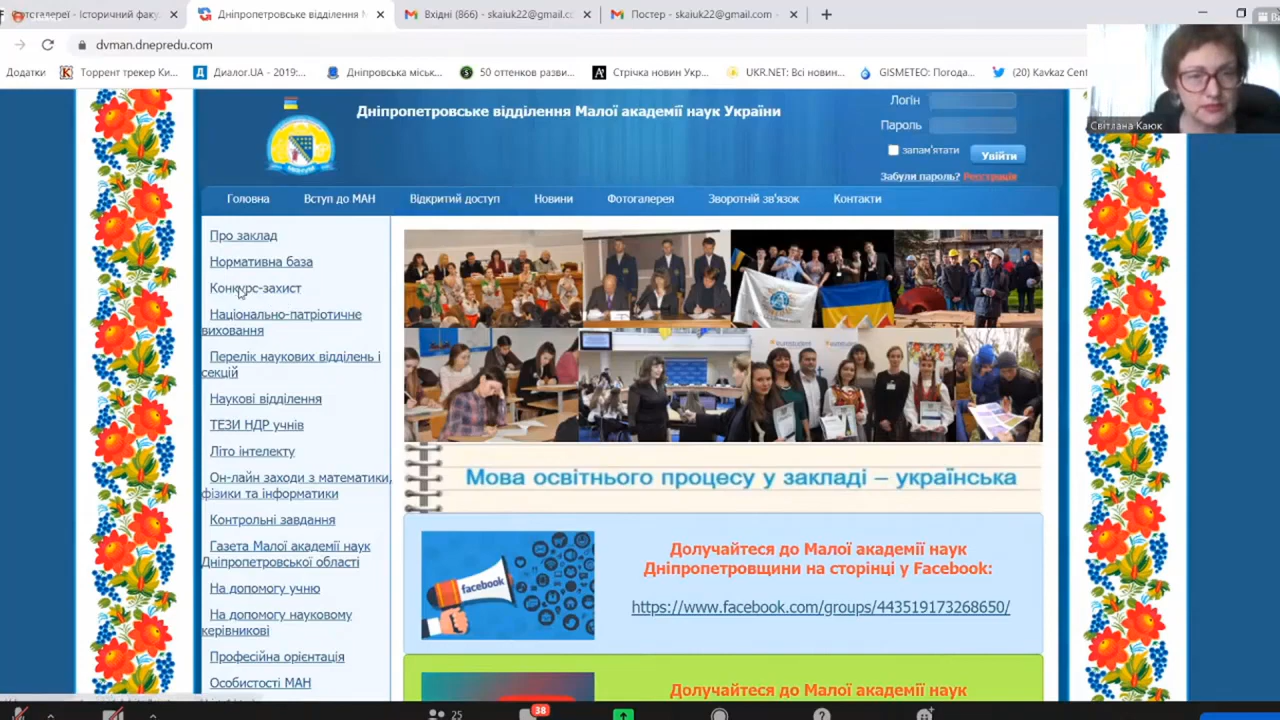 отогалереї - Історичний факу
Дніпропетровське відділення М
Вхідні (866) - skaiuk22@gmail.co
Постер - skaiuk22@gmail.com -
dvman.dnepredu.com
Додатки
Торрент трекер Ки...
Диалог.UA - 2019:...
Дніпровська міськ...
50 оттенков разви...
Стрічка новин Укр...
UKR.NET: Всі новин...
GISMETEO: Погода...
(20) Kavkaz Cent
Світлана Каюк
Дніпропетровське відділення Малої академії наук України
Логін
Пароль
запам'ятати
Увійти
Забули пароль? Реєстрація
Головна
Вступ до МАН
Відкритий доступ
Новини
Фотогалерея
Зворотній зв'язок
Контакти
Про заклад
Нормативна база
Конкурс-захист
Національно-патріотичне
виховання
Перелік наукових відділень і
секцій
Наукові відділення
ТЕЗИ НДР учнів
Літо інтелекту
Он-лайн заходи з математики,
фізики та інформатики
Контрольні завдання
Газета Малої академії наук
Дніпропетровської області
На допомогу учню
На допомогу науковому
керівникові
Професійна орієнтація
Особистості МАН
Мова освітнього процесу у закладі – українська
facebook
Долучайтеся до Малої академії наук
Дніпропетровщини на сторінці у Facebook:
https://www.facebook.com/groups/443519173268650/
Долучайтеся до Малої академії наук
25
38